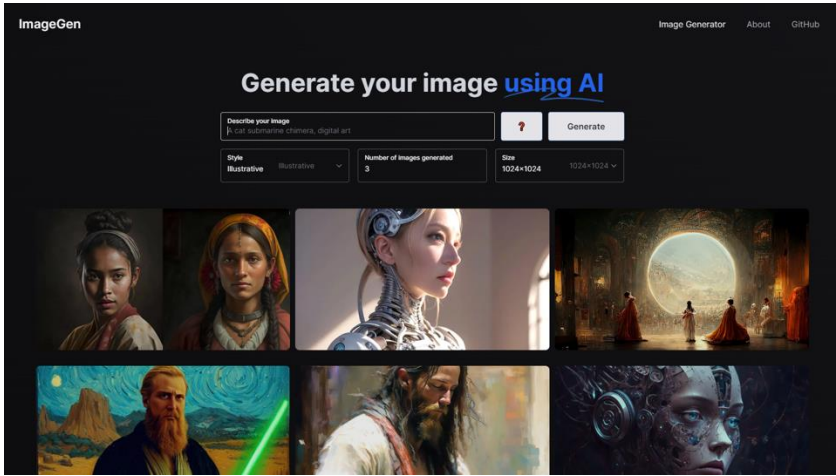 ImageGen
Image Generator About GitHub
Generate your image using AI
Describe your image
A cat submarine chimera, digital art
?
Generate
Style
Illustrative Illustrative
Number of images generated
3
Size
1024×1024 1024×1024